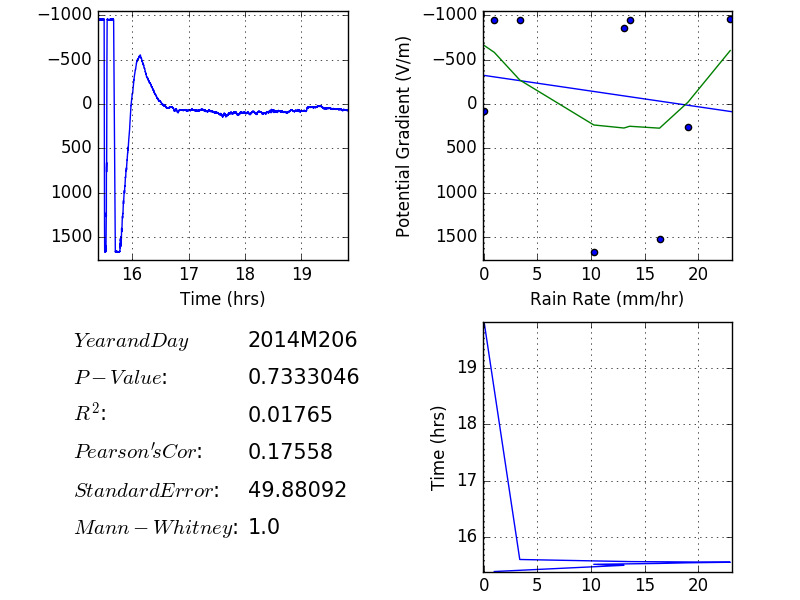 −1000
−500
0
500
1000
1500
16 17 18 19
Time (hrs)
Potential Gradient (V/m)
−1000
−500
0
500
1000
1500
0 5 10 15 20
Rain Rate (mm/hr)
YearandDay 2014M206
P−Value: 0.7333046
R²: 0.01765
Pearson'sCor: 0.17558
StandardError: 49.88092
Mann−Whitney: 1.0
Time (hrs)
19
18
17
16
0 5 10 15 20